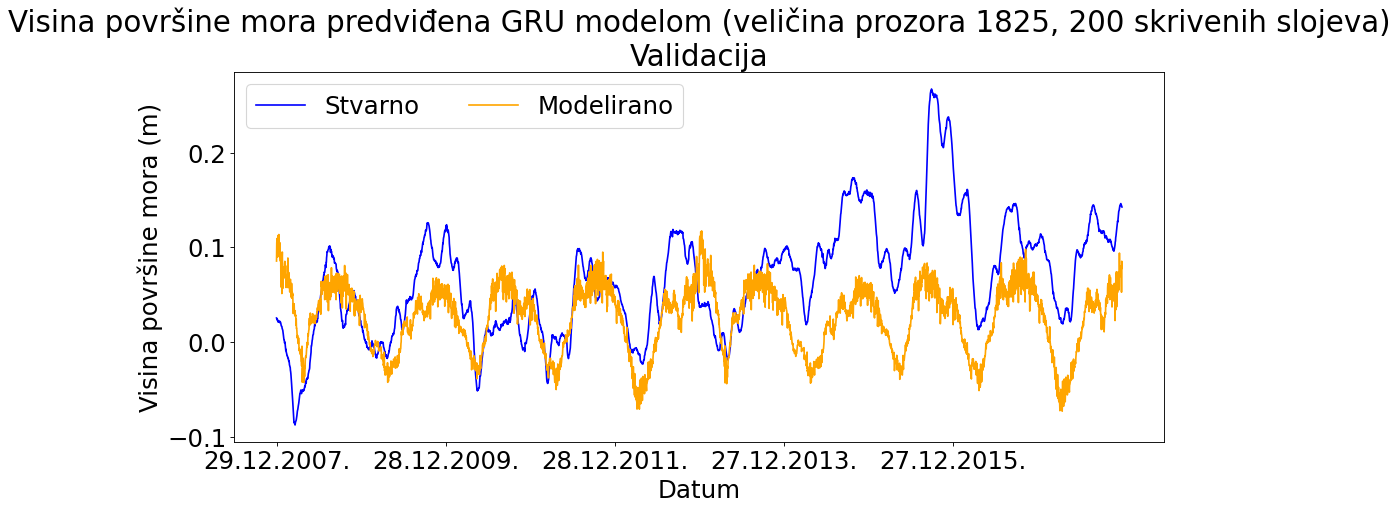 Visina površine mora predviđena GRU modelom (veličina prozora 1825, 200 skrivenih slojeva)
Validacija
Stvarno
Modelirano
Visina površine mora (m)
0.2
0.1
0.0
−0.1
29.12.2007.
28.12.2009.
28.12.2011.
27.12.2013.
27.12.2015.
Datum